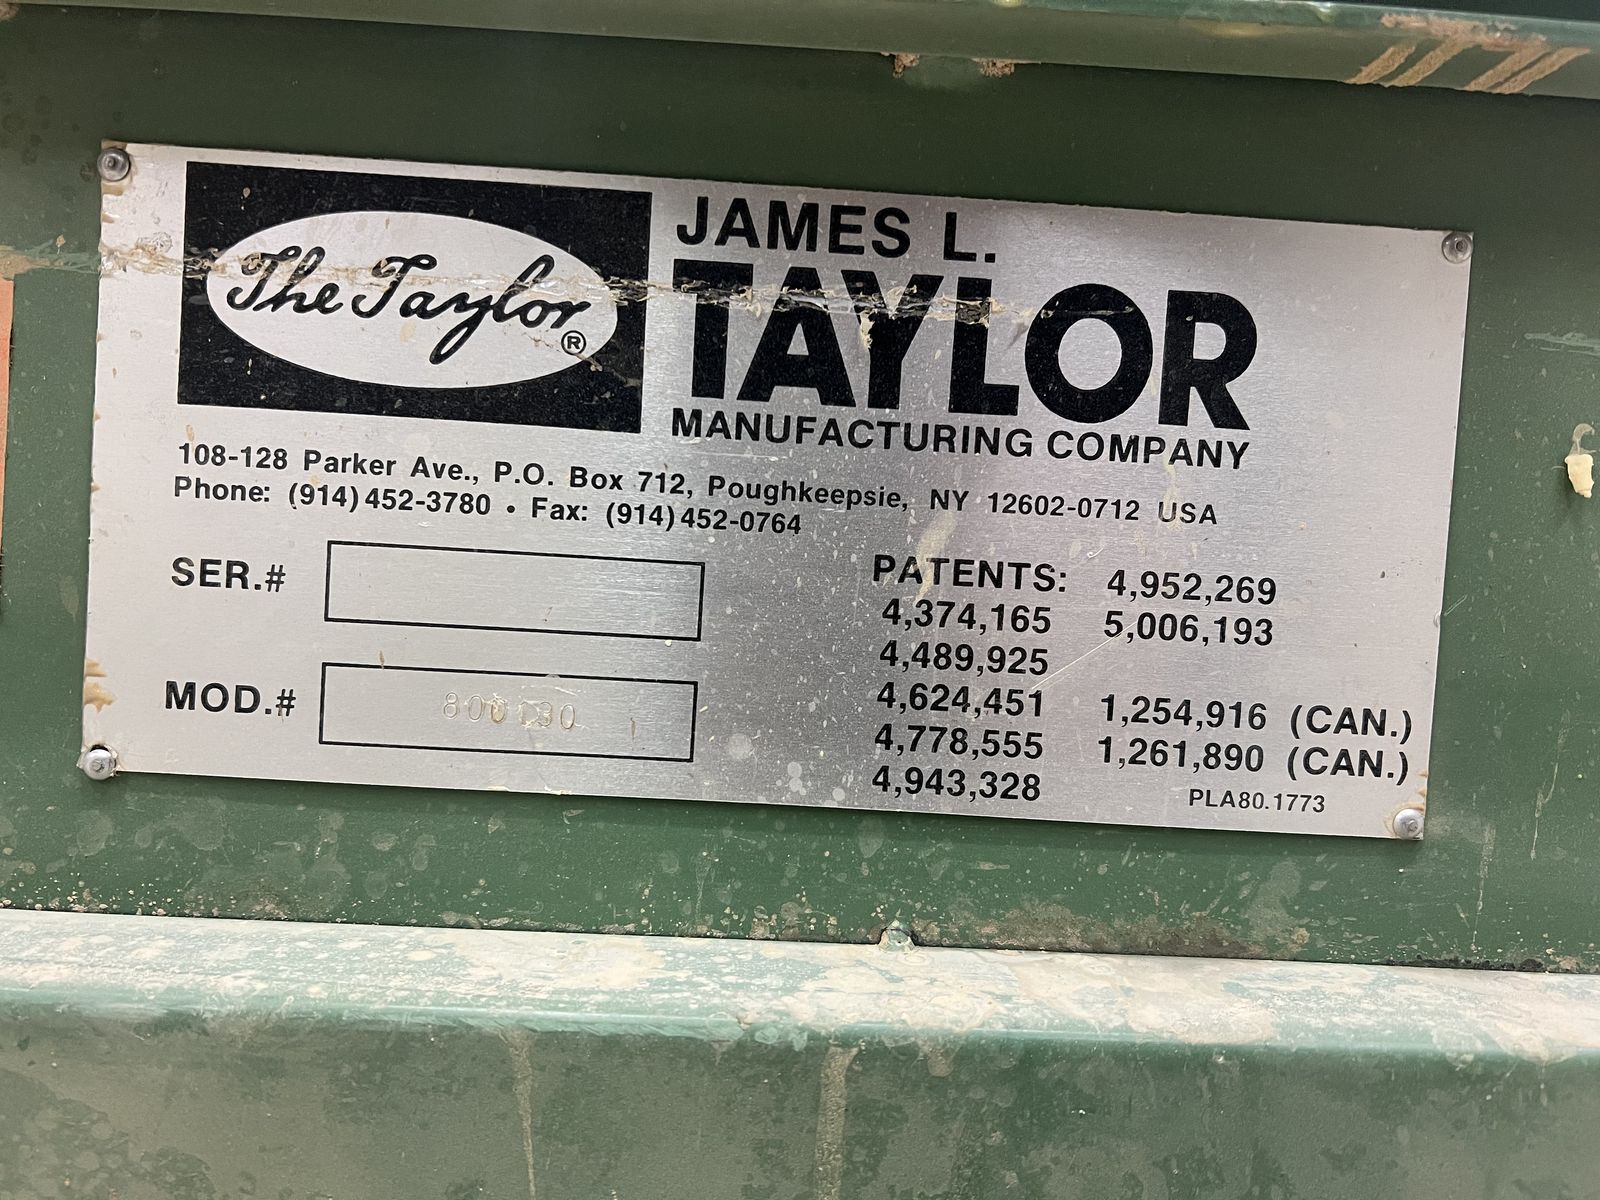 The Taylor ®
JAMES L.
TAYLOR
MANUFACTURING COMPANY
108-128 Parker Ave., P.O. Box 712, Poughkeepsie, NY 12602-0712 USA
Phone: (914) 452-3780 • Fax: (914) 452-0764
SER.#
MOD.#
PATENTS: 4,952,269
4,374,165 5,006,193
4,489,925
4,624,451 1,254,916 (CAN.)
4,778,555 1,261,890 (CAN.)
4,943,328
PLA80.1773